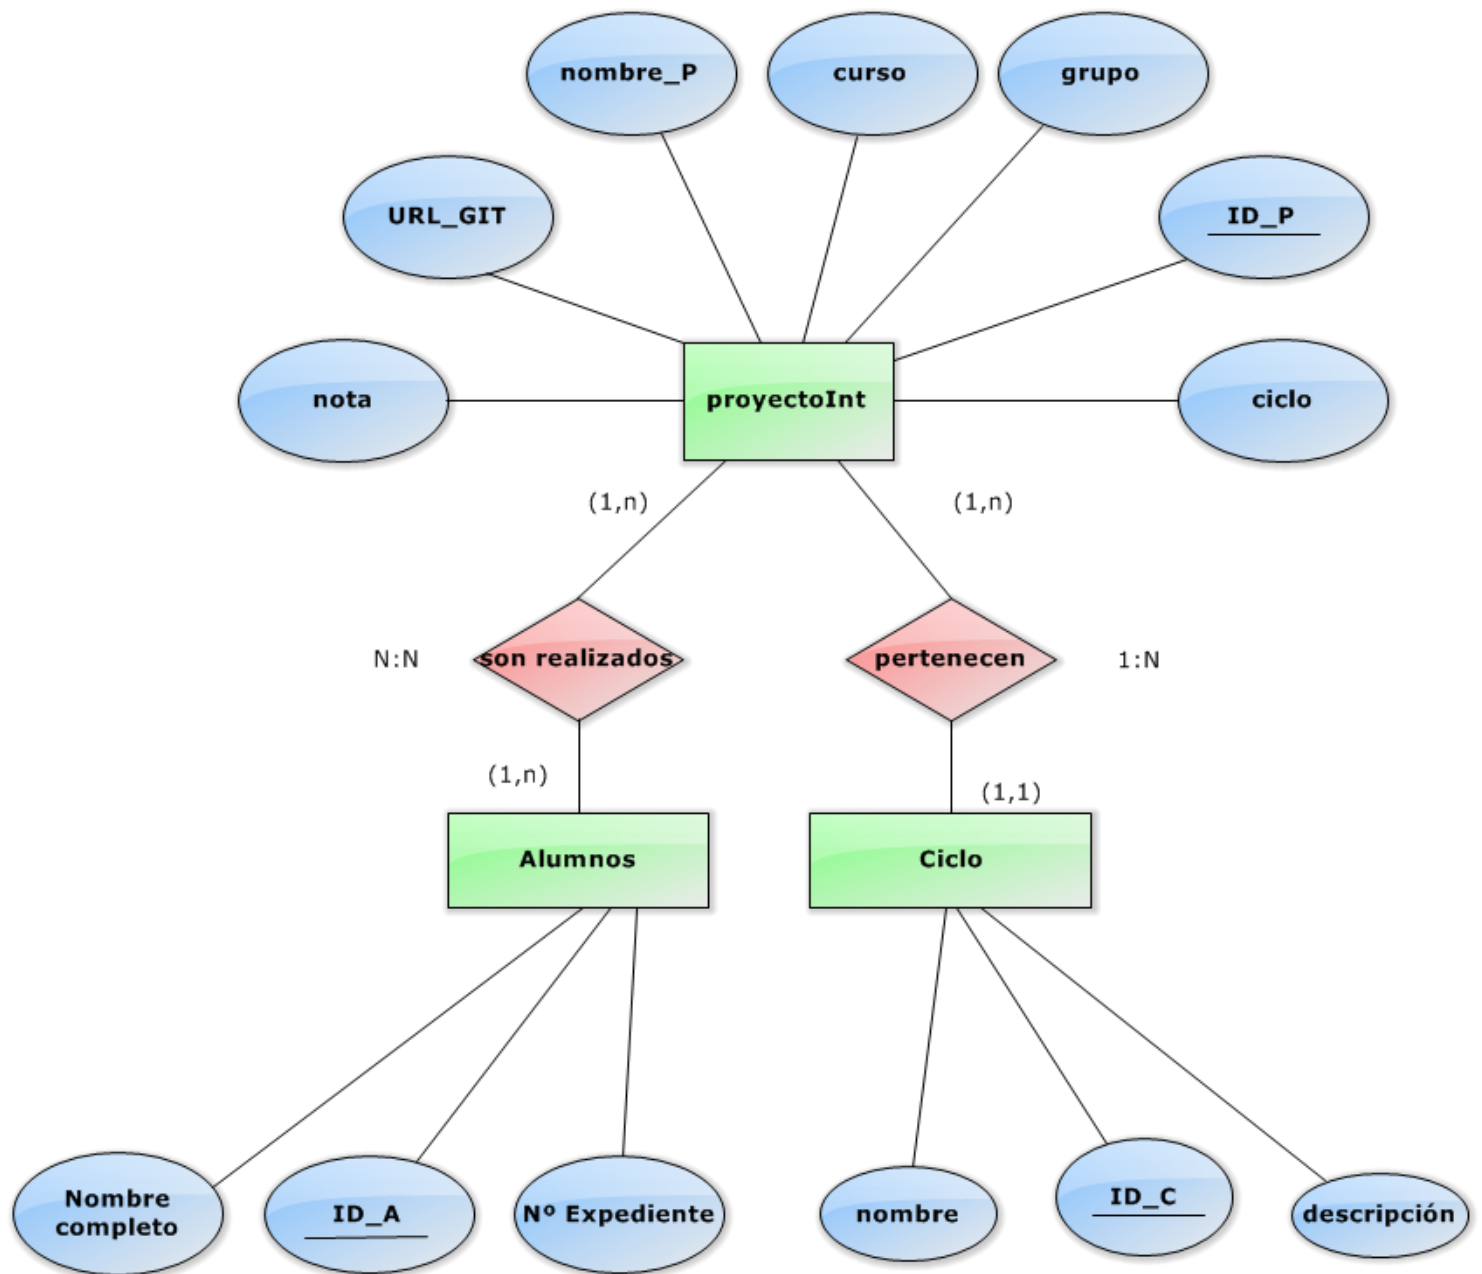 nombre_P
curso
grupo
URL_GIT
ID_P
nota
proyectoInt
ciclo
(1,n)
(1,n)
N:N
son realizados
pertenecen
1:N
(1,n)
(1,1)
Alumnos
Ciclo
Nombre
completo
ID_A
Nº Expediente
nombre
ID_C
descripción